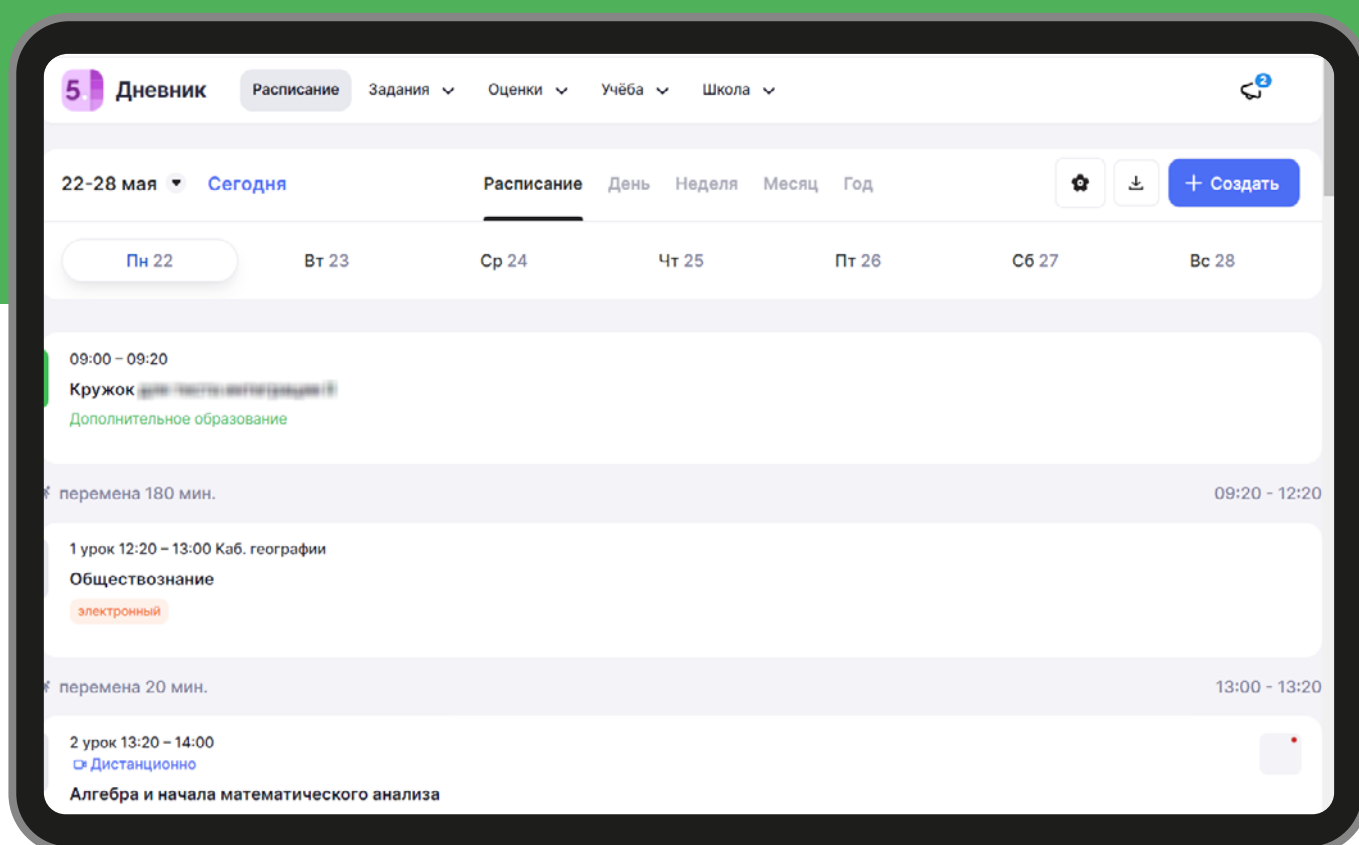 5.
Дневник Расписание Задания Оценки Учёба Школа 2
22-28 мая Сегодня Расписание День Неделя Месяц Год + Создать
Пн 22 Вт 23 Ср 24 Чт 25 Пт 26 Сб 27 Вс 28
09:00 – 09:20
Кружок
Дополнительное образование
перемена 180 мин. 09:20 - 12:20
1 урок 12:20 – 13:00 Каб. географии
Обществознание
электронный
перемена 20 мин. 13:00 - 13:20
2 урок 13:20 – 14:00
Дистанционно
Алгебра и начала математического анализа